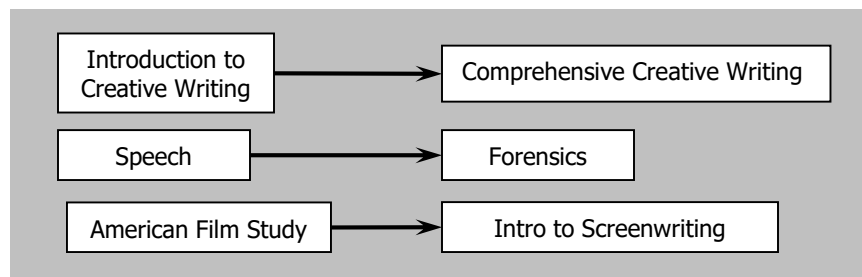 Introduction to
Creative Writing
Comprehensive Creative Writing
Speech
Forensics
American Film Study
Intro to Screenwriting